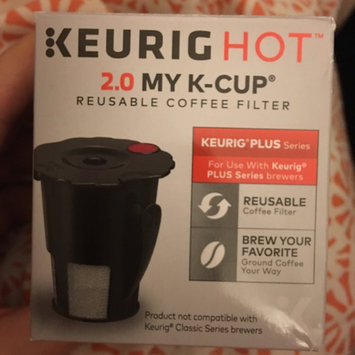 KEURIG HOT™
2.0 MY K-CUP®
REUSABLE COFFEE FILTER
KEURIG® PLUS Series
For Use With Keurig®
PLUS Series brewers
REUSABLE
Coffee Filter
BREW YOUR
FAVORITE
Ground Coffee
Your Way
Product not compatible with
Keurig® Classic Series brewers